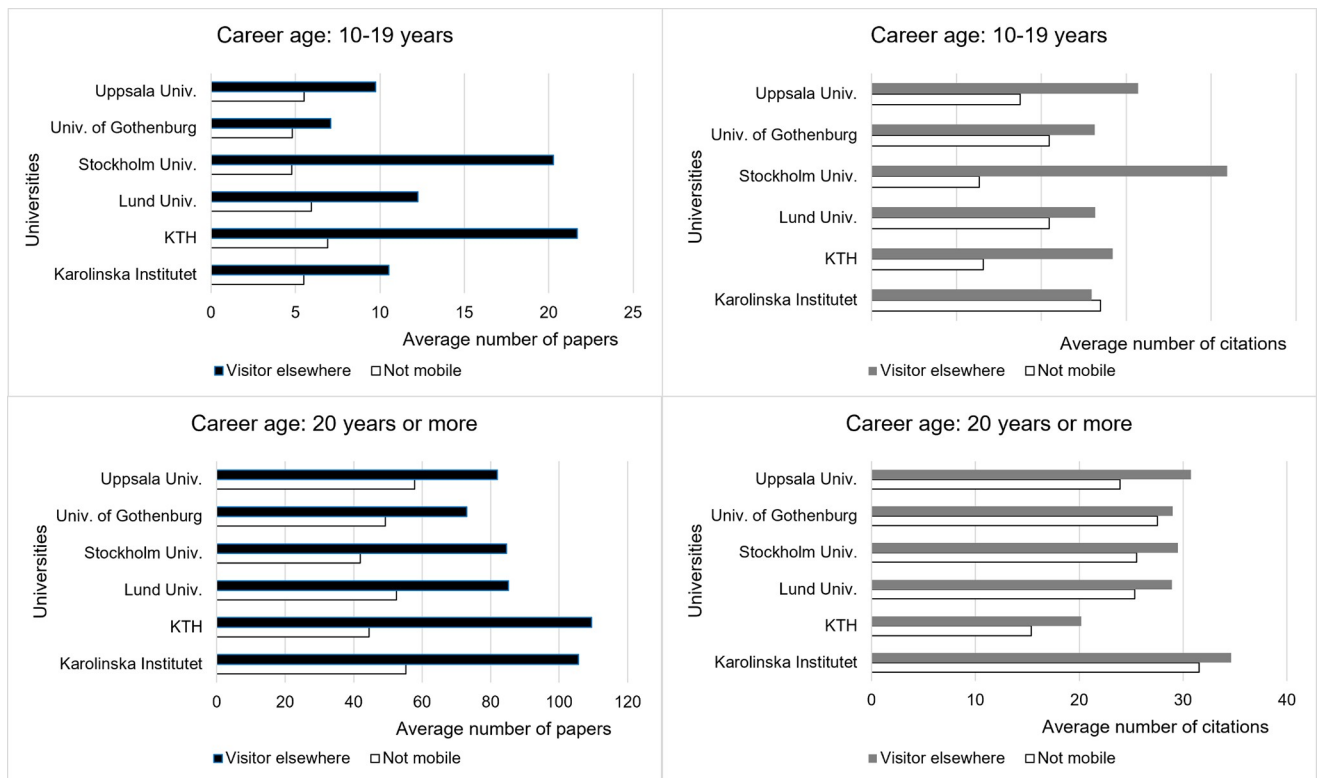 Career age: 10-19 years
Universities
Uppsala Univ.
Univ. of Gothenburg
Stockholm Univ.
Lund Univ.
KTH
Karolinska Institutet
0 5 10 15 20 25
Average number of papers
Visitor elsewhere Not mobile
Career age: 10-19 years
Universities
Uppsala Univ.
Univ. of Gothenburg
Stockholm Univ.
Lund Univ.
KTH
Karolinska Institutet
Average number of citations
Visitor elsewhere Not mobile
Career age: 20 years or more
Universities
Uppsala Univ.
Univ. of Gothenburg
Stockholm Univ.
Lund Univ.
KTH
Karolinska Institutet
0 20 40 60 80 100 120
Average number of papers
Visitor elsewhere Not mobile
Career age: 20 years or more
Universities
Uppsala Univ.
Univ. of Gothenburg
Stockholm Univ.
Lund Univ.
KTH
Karolinska Institutet
0 10 20 30 40
Average number of citations
Visitor elsewhere Not mobile